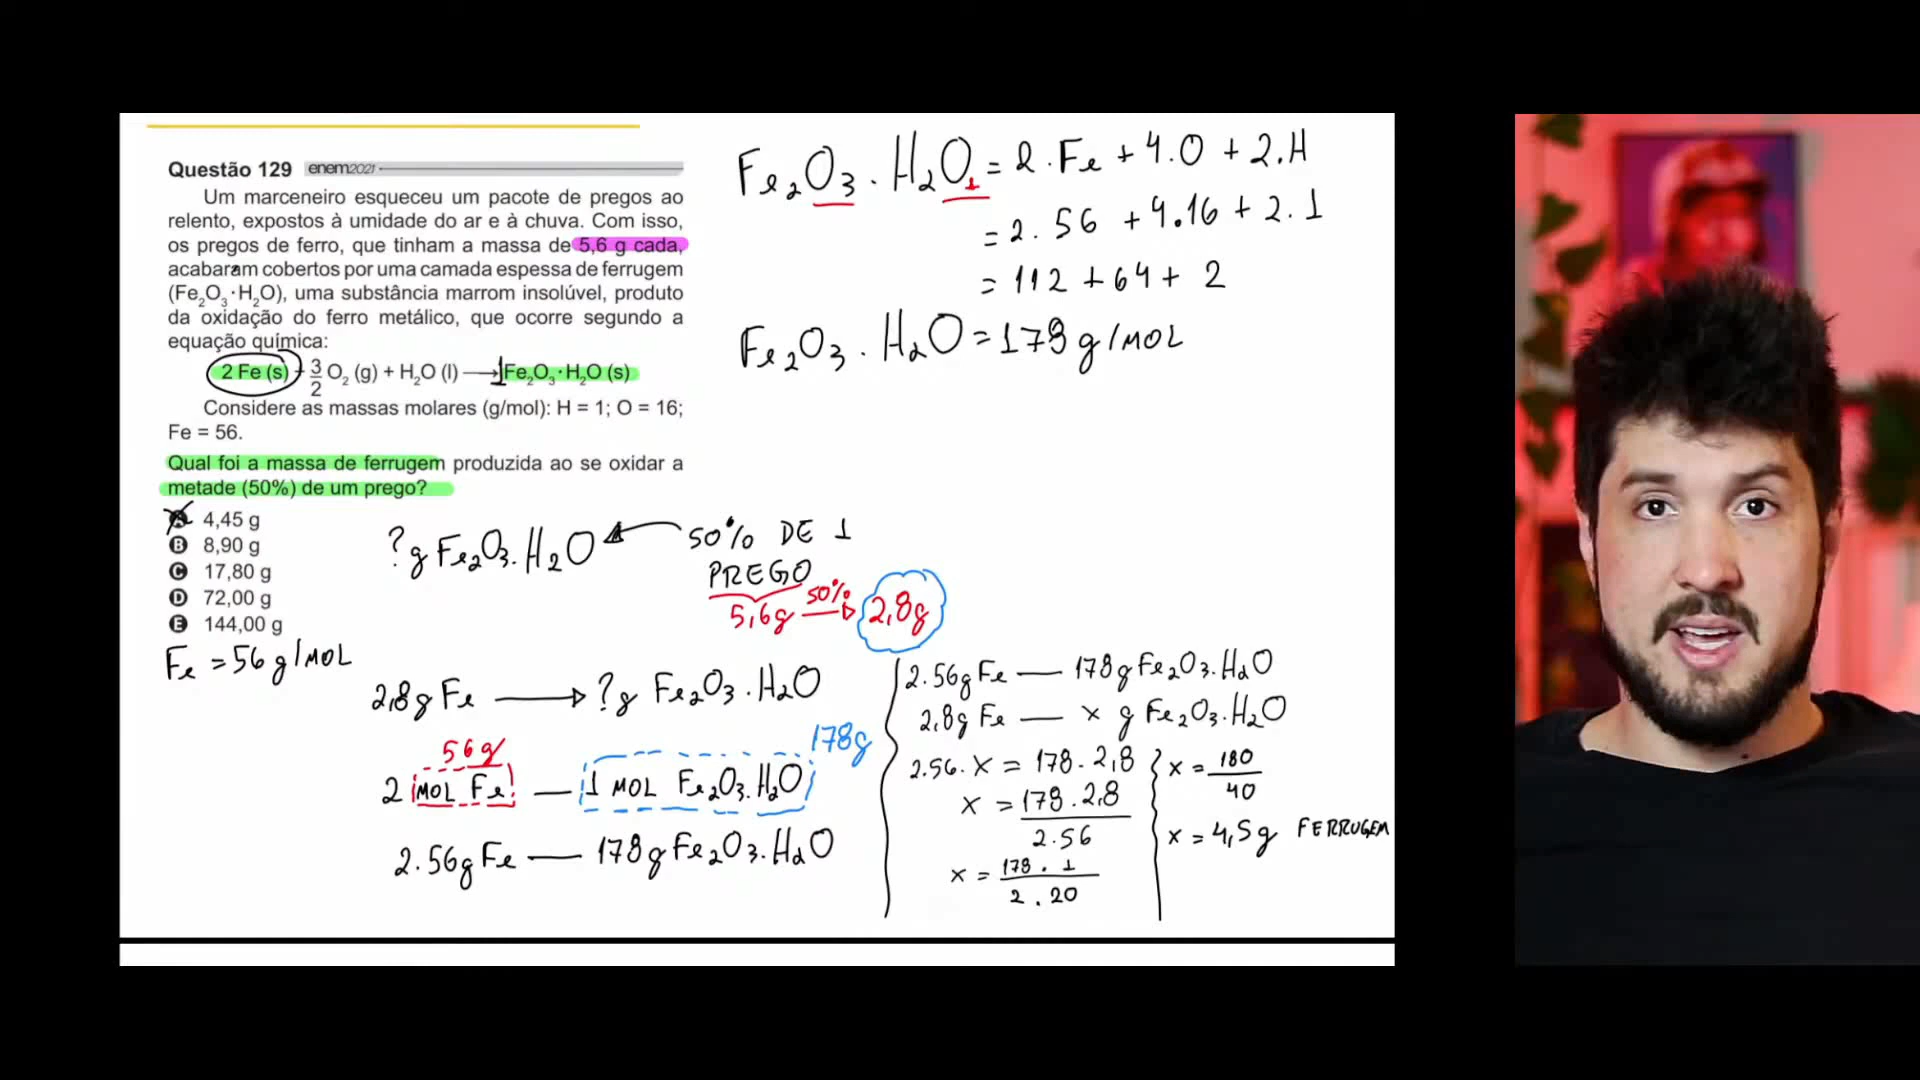 Questão 129 enem2021
Um marceneiro esqueceu um pacote de pregos ao
relento, expostos à umidade do ar e à chuva. Com isso,
os pregos de ferro, que tinham a massa de 5,6 g cada,
acabaram cobertos por uma camada espessa de ferrugem
(Fe₂O₃·H₂O), uma substância marrom insolúvel, produto
da oxidação do ferro metálico, que ocorre segundo a
equação química:
2 Fe (s) + 3/2 O₂ (g) + H₂O (l) ⟶ 1 Fe₂O₃·H₂O (s)
Considere as massas molares (g/mol): H = 1; O = 16;
Fe = 56.
Qual foi a massa de ferrugem produzida ao se oxidar a
metade (50%) de um prego?
A 4,45 g
B 8,90 g
C 17,80 g
D 72,00 g
E 144,00 g
Fe = 56 g/MOL
Fe₂O₃ . H₂O₁ = 2.Fe + 4.O + 2.H
= 2. 56 + 4.16 + 2. 1
= 112 + 64 + 2
Fe₂O₃ . H₂O = 178 g/MOL
? g Fe₂O₃. H₂O
50% DE 1
PREGO
5,6g 50% 2,8g
2,8g Fe ⟶ ? g Fe₂O₃ . H₂O
56g
178g
2 MOL Fe — 1 MOL Fe₂O₃. H₂O
2.56g Fe — 178 g Fe₂O₃. H₂O
2.56g Fe — 178g Fe₂O₃. H₂O
2,8g Fe — x g Fe₂O₃. H₂O
2.56. x = 178. 2,8
x = 178. 2,8 / 2.56
x = 178 . 1 / 2 . 20
x = 180 / 40
x = 4,5g FERRUGEM